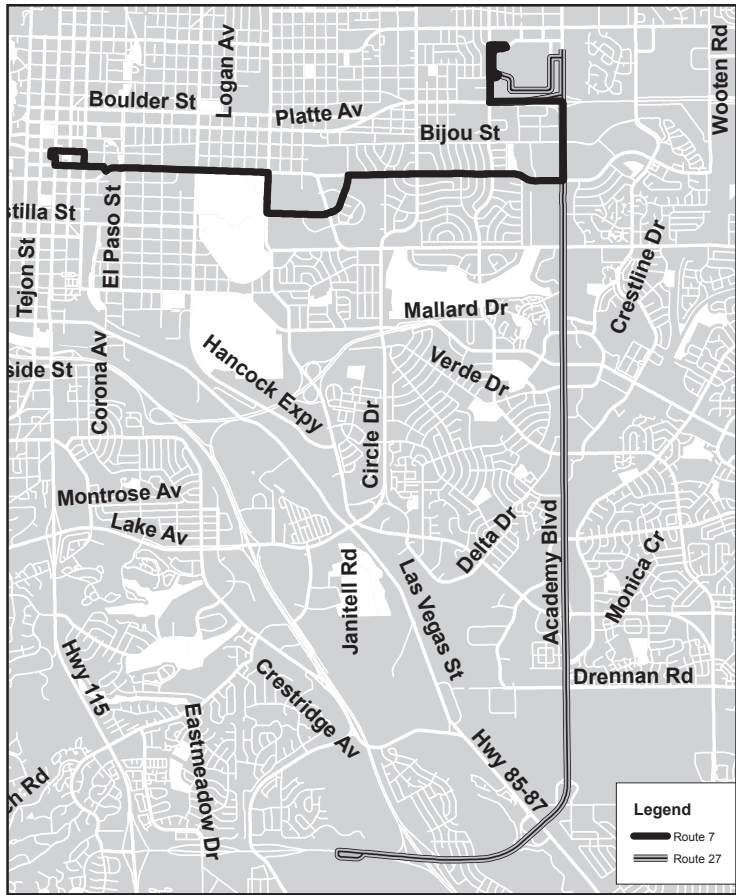 Logan Av
Wooten Rd
Boulder St
Platte Av
Bijou St
stilla St
El Paso St
Tejon St
Crestline Dr
Mallard Dr
Verde Dr
Hancock Expy
side St
Corona Av
Circle Dr
Montrose Av
Lake Av
Delta Dr
Academy Blvd
Monica Cr
Janitell Rd
Las Vegas St
Drennan Rd
Hwy 115
Crestridge Av
Eastmeadow Dr
Hwy 85-87
ch Rd
Legend
Route 7
Route 27